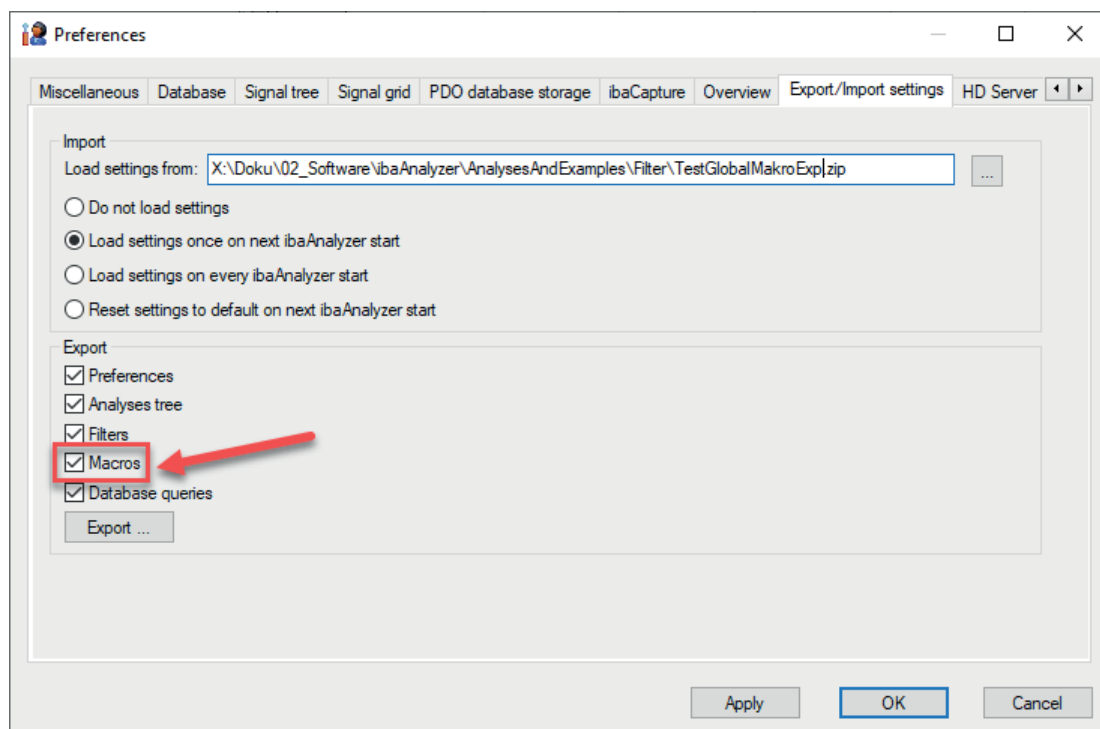 Preferences
Miscellaneous Database Signal tree Signal grid PDO database storage ibaCapture Overview Export/Import settings HD Server
Import
Load settings from: X:\Doku\02_Software\ibaAnalyzer\AnalysesAndExamples\Filter\TestGlobalMakroExp.zip ...
Do not load settings
Load settings once on next ibaAnalyzer start
Load settings on every ibaAnalyzer start
Reset settings to default on next ibaAnalyzer start
Export
Preferences
Analyses tree
Filters
Macros
Database queries
Export ...
Apply OK Cancel